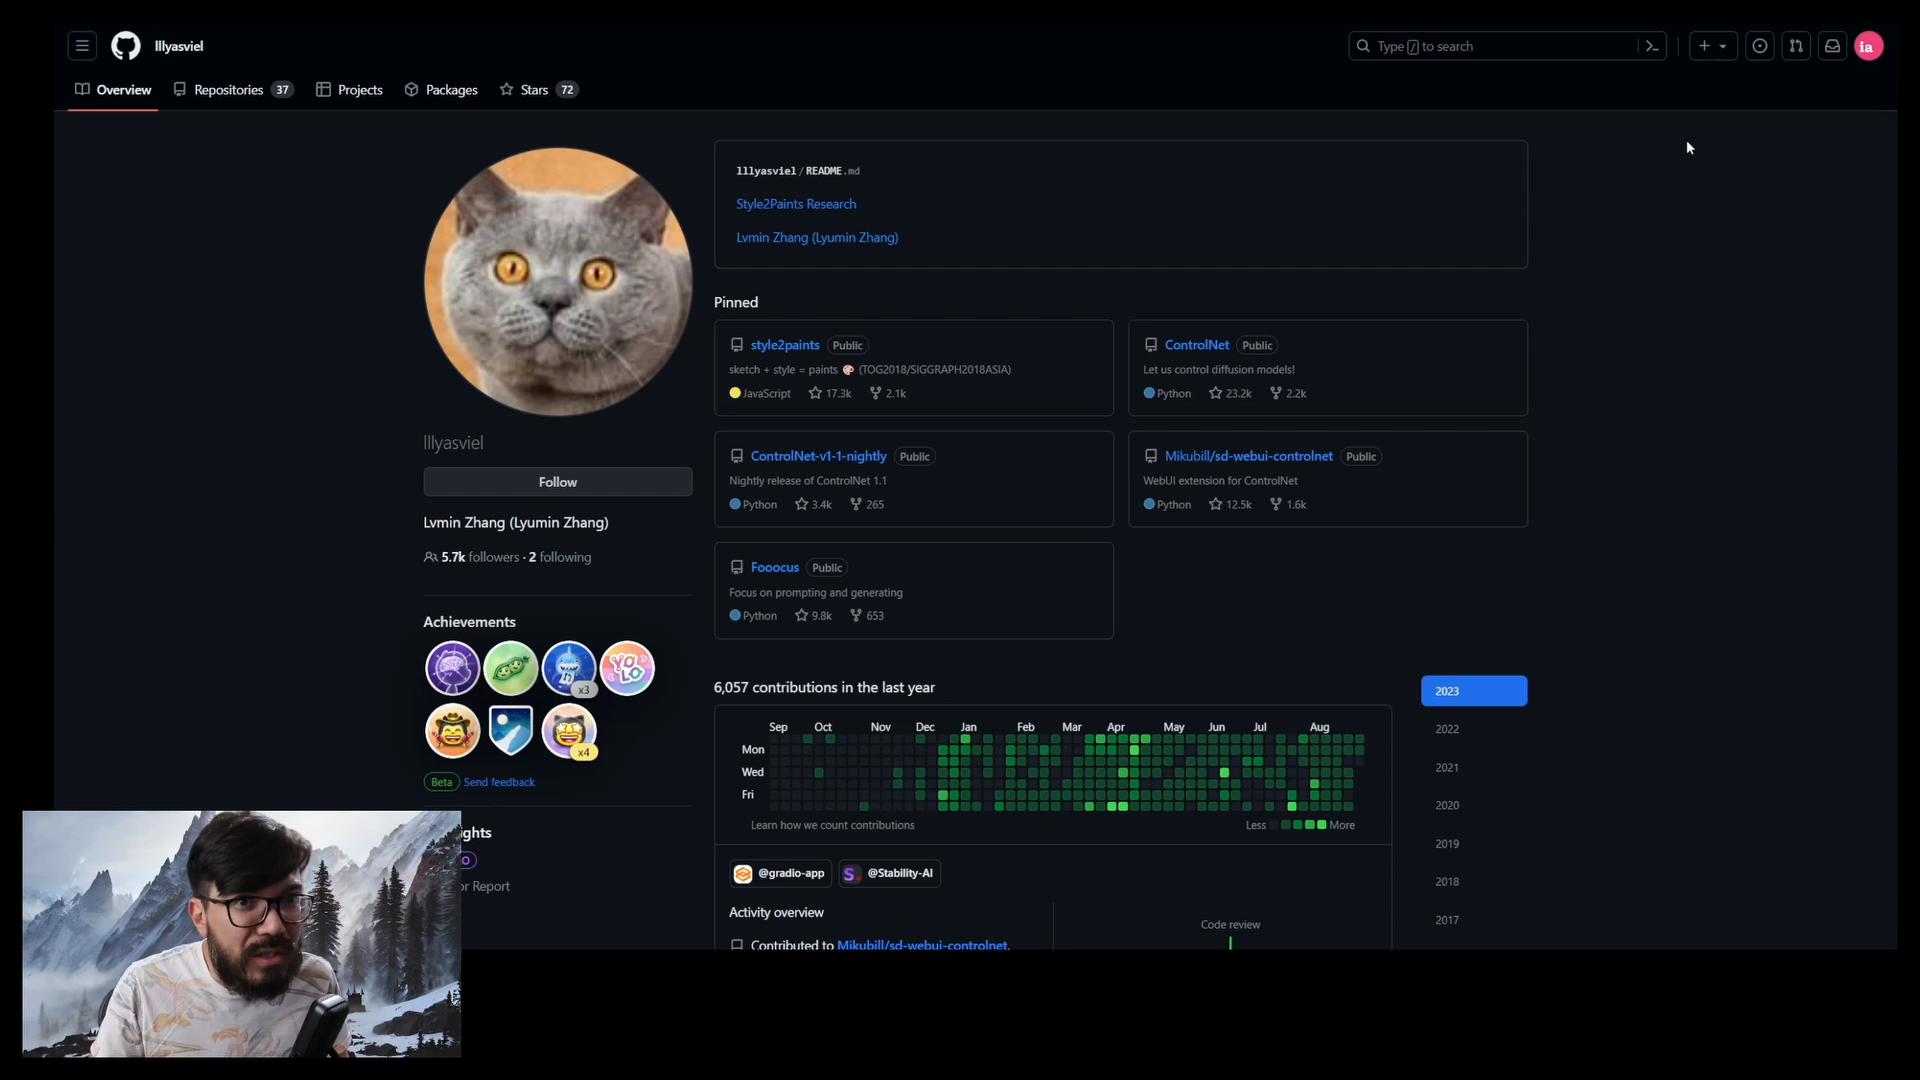 lllyasviel
Type / to search
ia
Overview
Repositories 37
Projects
Packages
Stars 72
lllyasviel/README.md
Style2Paints Research
Lvmin Zhang (Lyumin Zhang)
lllyasviel
Follow
Lvmin Zhang (Lyumin Zhang)
5.7k followers · 2 following
Achievements
YOLO
x3
x4
Beta Send feedback
ights
or Report
Pinned
style2paints Public
sketch + style = paints 🎨 (TOG2018/SIGGRAPH2018ASIA)
JavaScript 17.3k 2.1k
ControlNet Public
Let us control diffusion models!
Python 23.2k 2.2k
ControlNet-v1-1-nightly Public
Nightly release of ControlNet 1.1
Python 3.4k 265
Mikubill/sd-webui-controlnet Public
WebUI extension for ControlNet
Python 12.5k 1.6k
Fooocus Public
Focus on prompting and generating
Python 9.8k 653
6,057 contributions in the last year
Sep Oct Nov Dec Jan Feb Mar Apr May Jun Jul Aug
Mon
Wed
Fri
Learn how we count contributions
Less More
@gradio-app
@Stability-AI
Activity overview
Contributed to Mikubill/sd-webui-controlnet,
Code review
2023
2022
2021
2020
2019
2018
2017